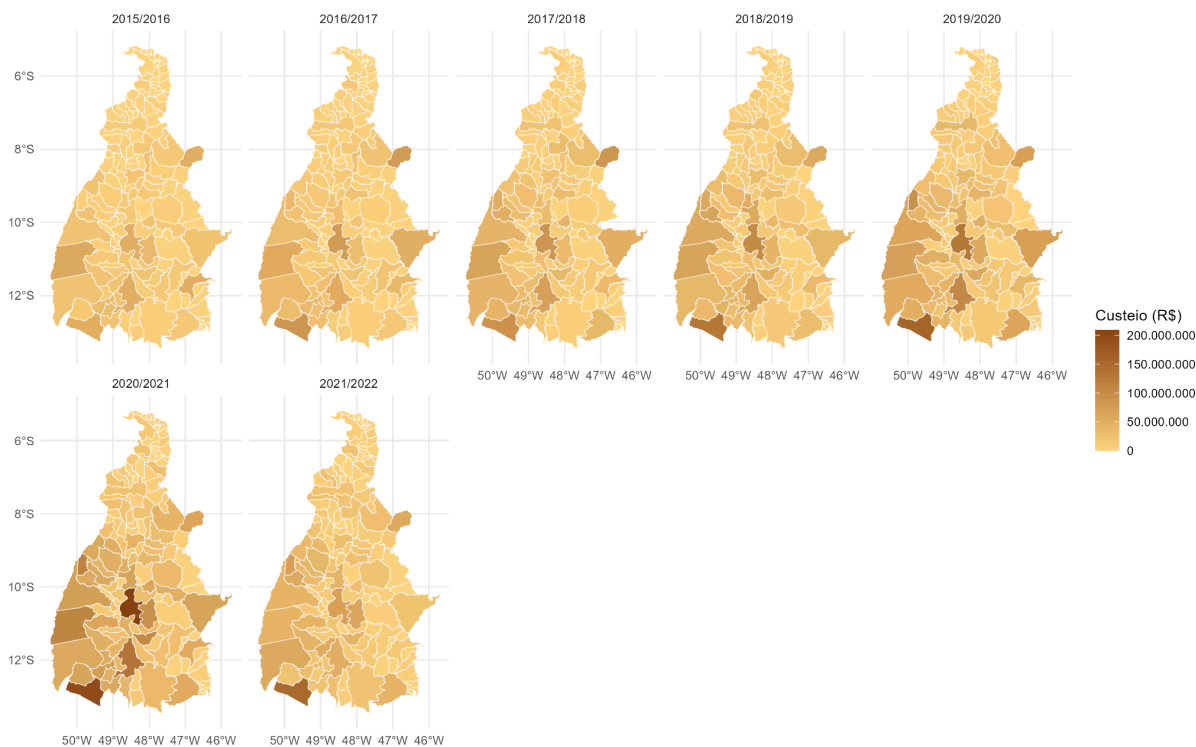 2015/2016
2016/2017
2017/2018
2018/2019
2019/2020
6°S
8°S
10°S
12°S
50°W 49°W 48°W 47°W 46°W
50°W 49°W 48°W 47°W 46°W
50°W 49°W 48°W 47°W 46°W
Custeio (R$)
200.000.000
150.000.000
100.000.000
50.000.000
0
2020/2021
2021/2022
6°S
8°S
10°S
12°S
50°W 49°W 48°W 47°W 46°W
50°W 49°W 48°W 47°W 46°W